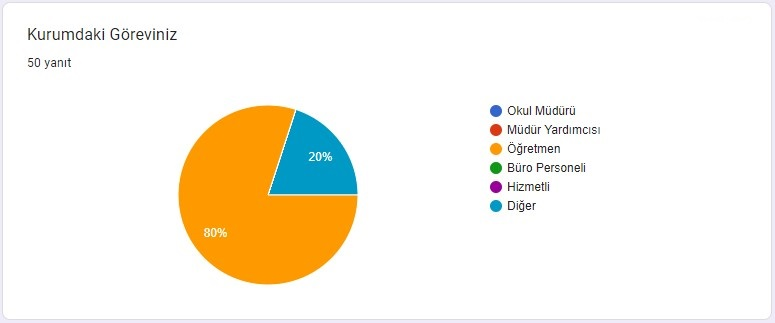 Kurumdaki Göreviniz
50 yanıt
20%
80%
Okul Müdürü
Müdür Yardımcısı
Öğretmen
Büro Personeli
Hizmetli
Diğer